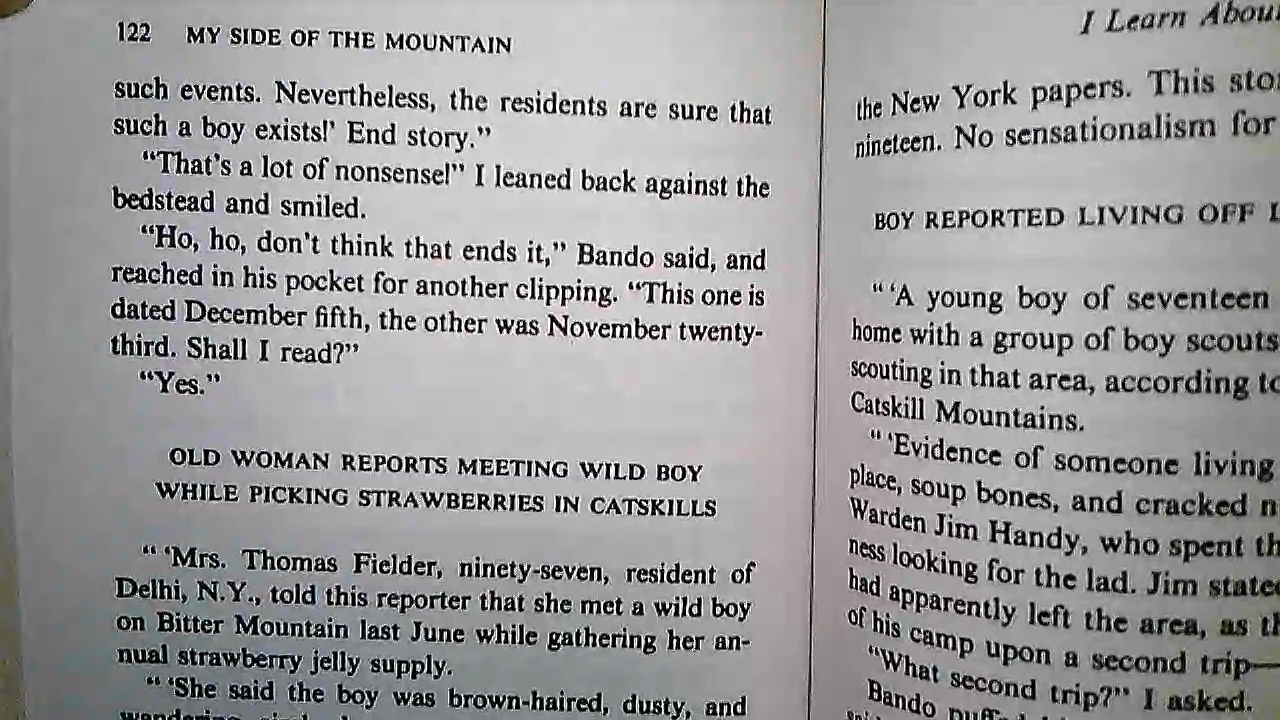 122 MY SIDE OF THE MOUNTAIN
such events. Nevertheless, the residents are sure that
such a boy exists!' End story."
"That's a lot of nonsense!" I leaned back against the
bedstead and smiled.
"Ho, ho, don't think that ends it," Bando said, and
reached in his pocket for another clipping. "This one is
dated December fifth, the other was November twenty-
third. Shall I read?"
"Yes."
OLD WOMAN REPORTS MEETING WILD BOY
WHILE PICKING STRAWBERRIES IN CATSKILLS
" 'Mrs. Thomas Fielder, ninety-seven, resident of
Delhi, N.Y., told this reporter that she met a wild boy
on Bitter Mountain last June while gathering her an-
nual strawberry jelly supply.
" 'She said the boy was brown-haired, dusty, and
I Learn
the New York papers. This
nineteen. No sensationalism for
BOY REPORTED LIVING OFF
" 'A young boy of seventeen
home with a group of boy scouts
scouting in that area, according
Catskill Mountains.
" 'Evidence of someone living
place, soup bones, and cracked
Warden Jim Handy, who spent
ness looking for the lad. Jim
had apparently left the area, as
of his camp upon a second trip—
"What second trip?" I asked.
Bando